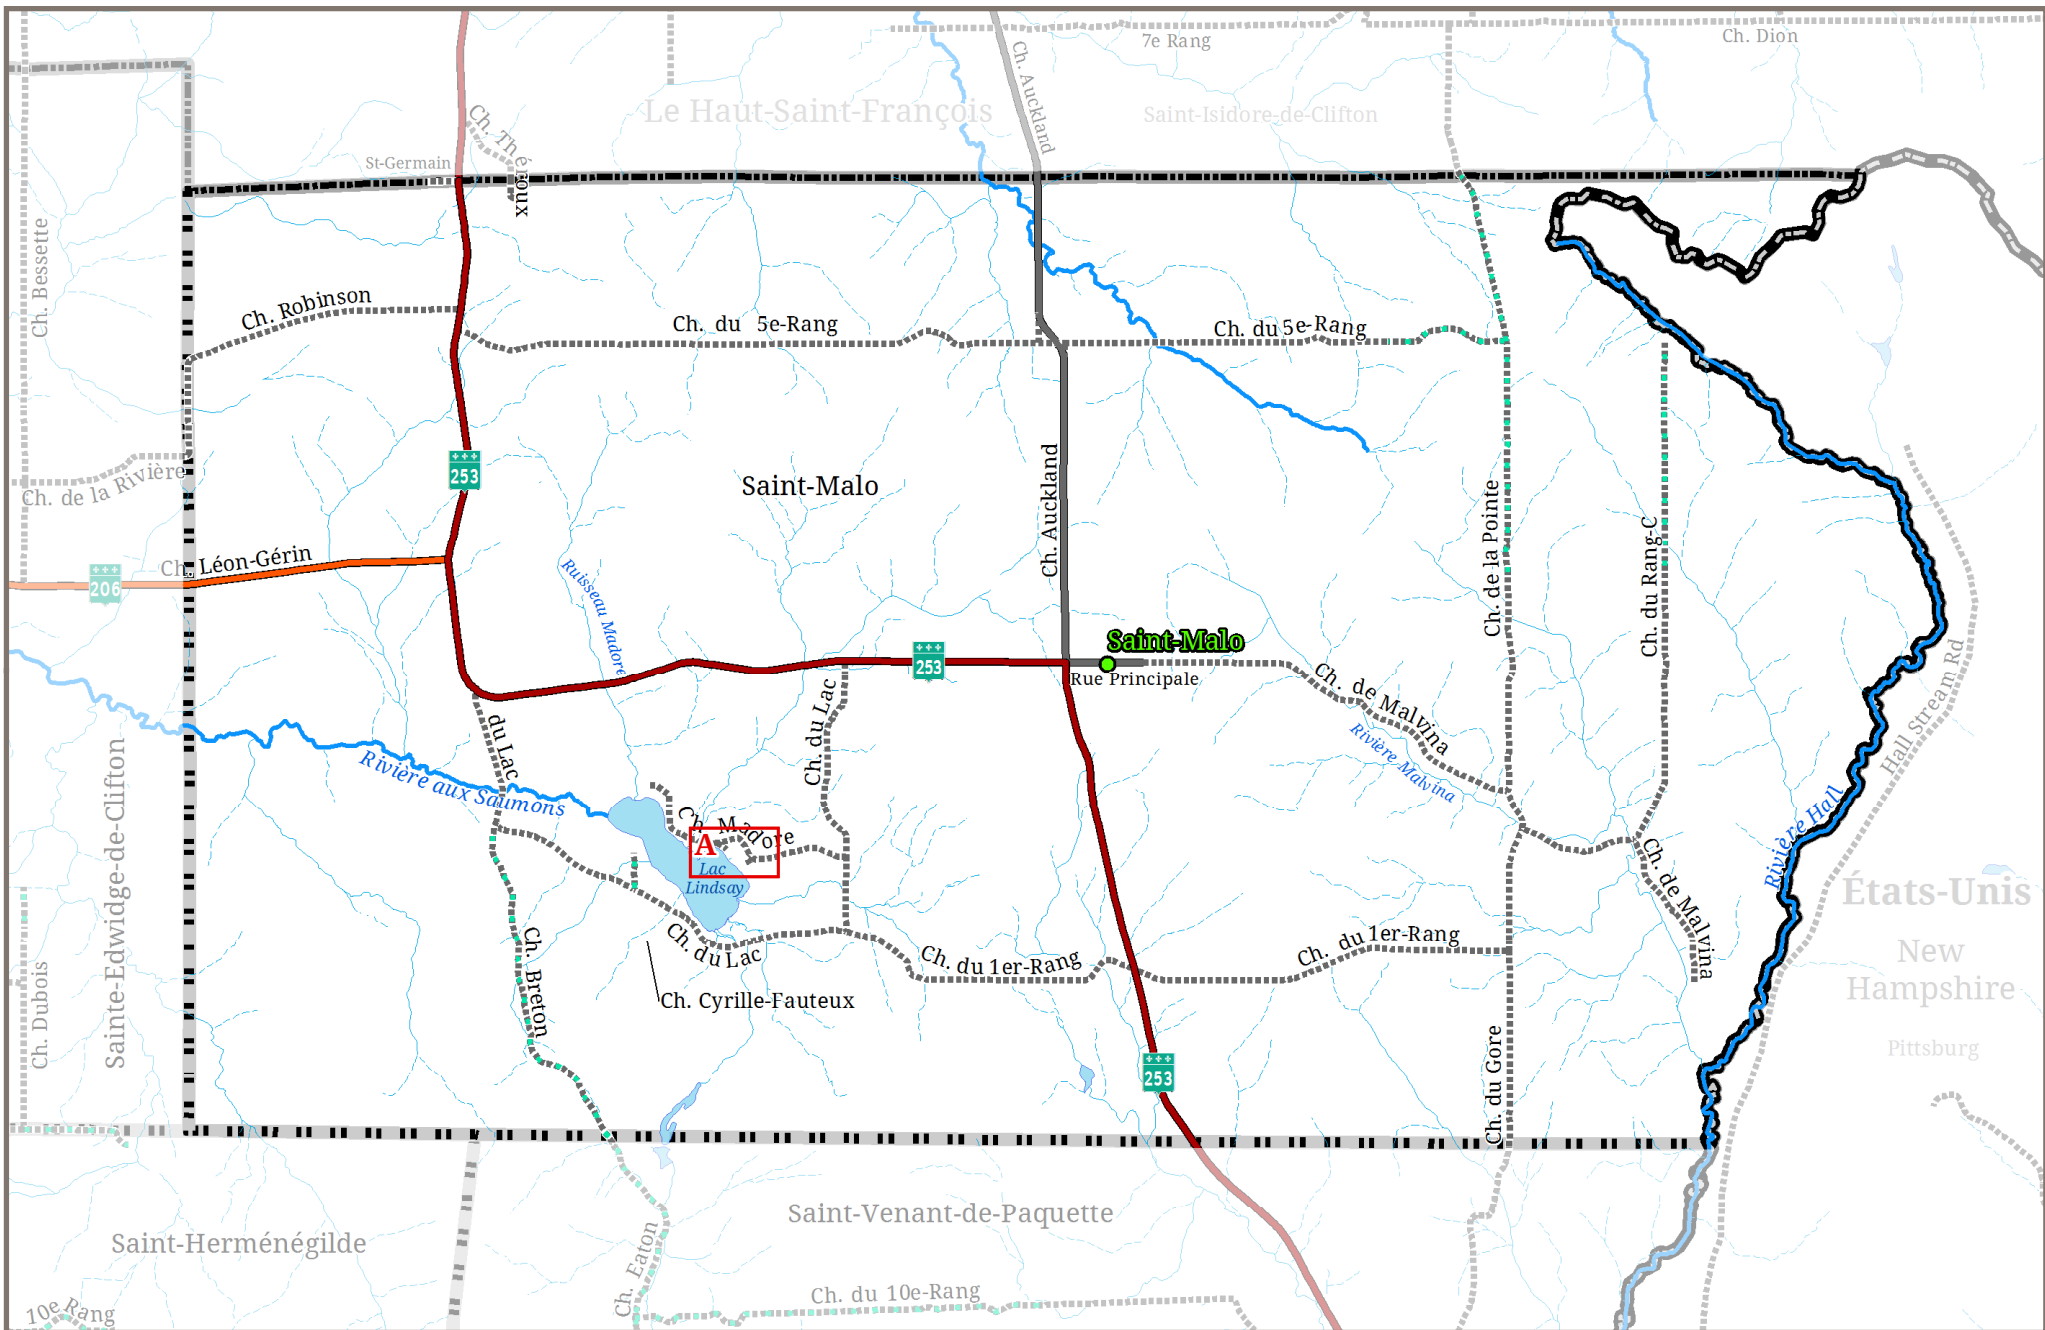 7e Rang
Ch. Dion
Ch. Auckland
Le Haut-Saint-François
Saint-Isidore-de-Clifton
Ch. Théroux
St-Germain
Ch. Bessette
Ch. Robinson
Ch. du 5e-Rang
Ch. du 5e-Rang
253
Saint-Malo
Ch. Auckland
Ch. de la Pointe
Ch. du Rang-C
Ch. de la Rivière
Ch. Léon-Gérin
206
Ruisseau Madore
253
Saint-Malo
Rue Principale
Ch. de Malvina
Rivière Malvina
Hall Stream Rd
du Lac
Ch. du Lac
Rivière aux Saumons
Ch. Madore
A
Lac
Lindsay
Rivière Hall
Ch. de Malvina
Sainte-Edwidge-de-Clifton
Ch. Dubois
États-Unis
New
Hampshire
Pittsburg
Ch. du Lac
Ch. du 1er-Rang
Ch. du 1er-Rang
Ch. Breton
Ch. Cyrille-Fauteux
253
Ch. du Gore
Saint-Venant-de-Paquette
Saint-Herménégilde
Ch. Eaton
Ch. du 10e-Rang
10e Rang